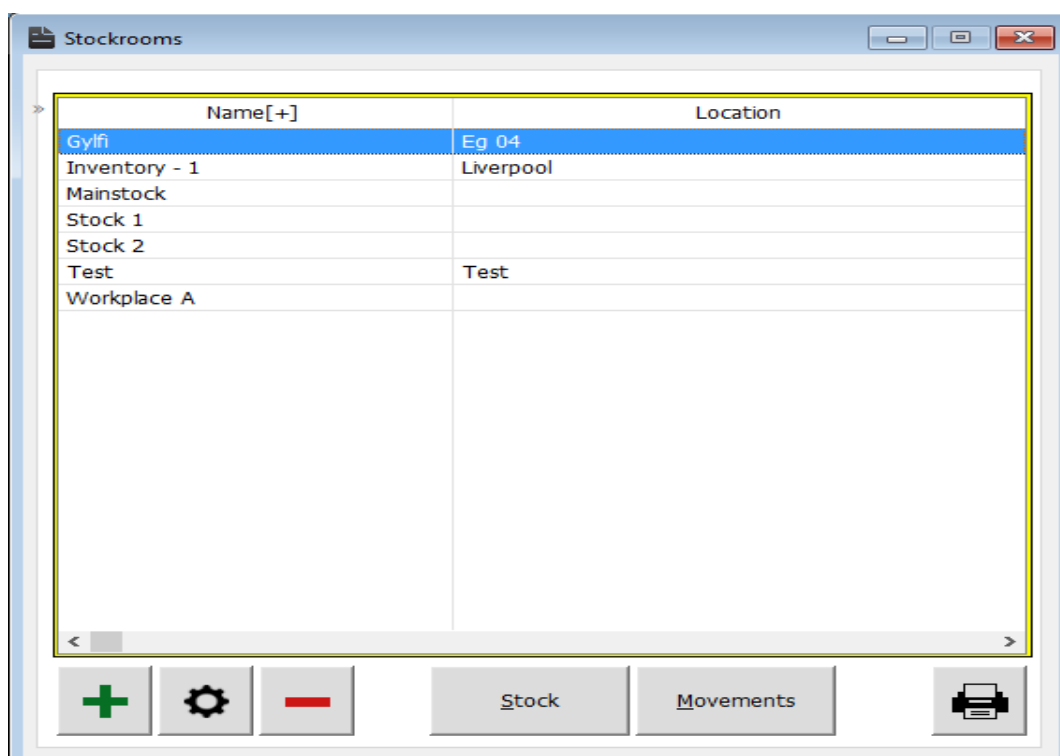 Stockrooms
»
Name[+] Location
Gylfi Eg 04
Inventory - 1 Liverpool
Mainstock
Stock 1
Stock 2
Test Test
Workplace A
Stock Movements